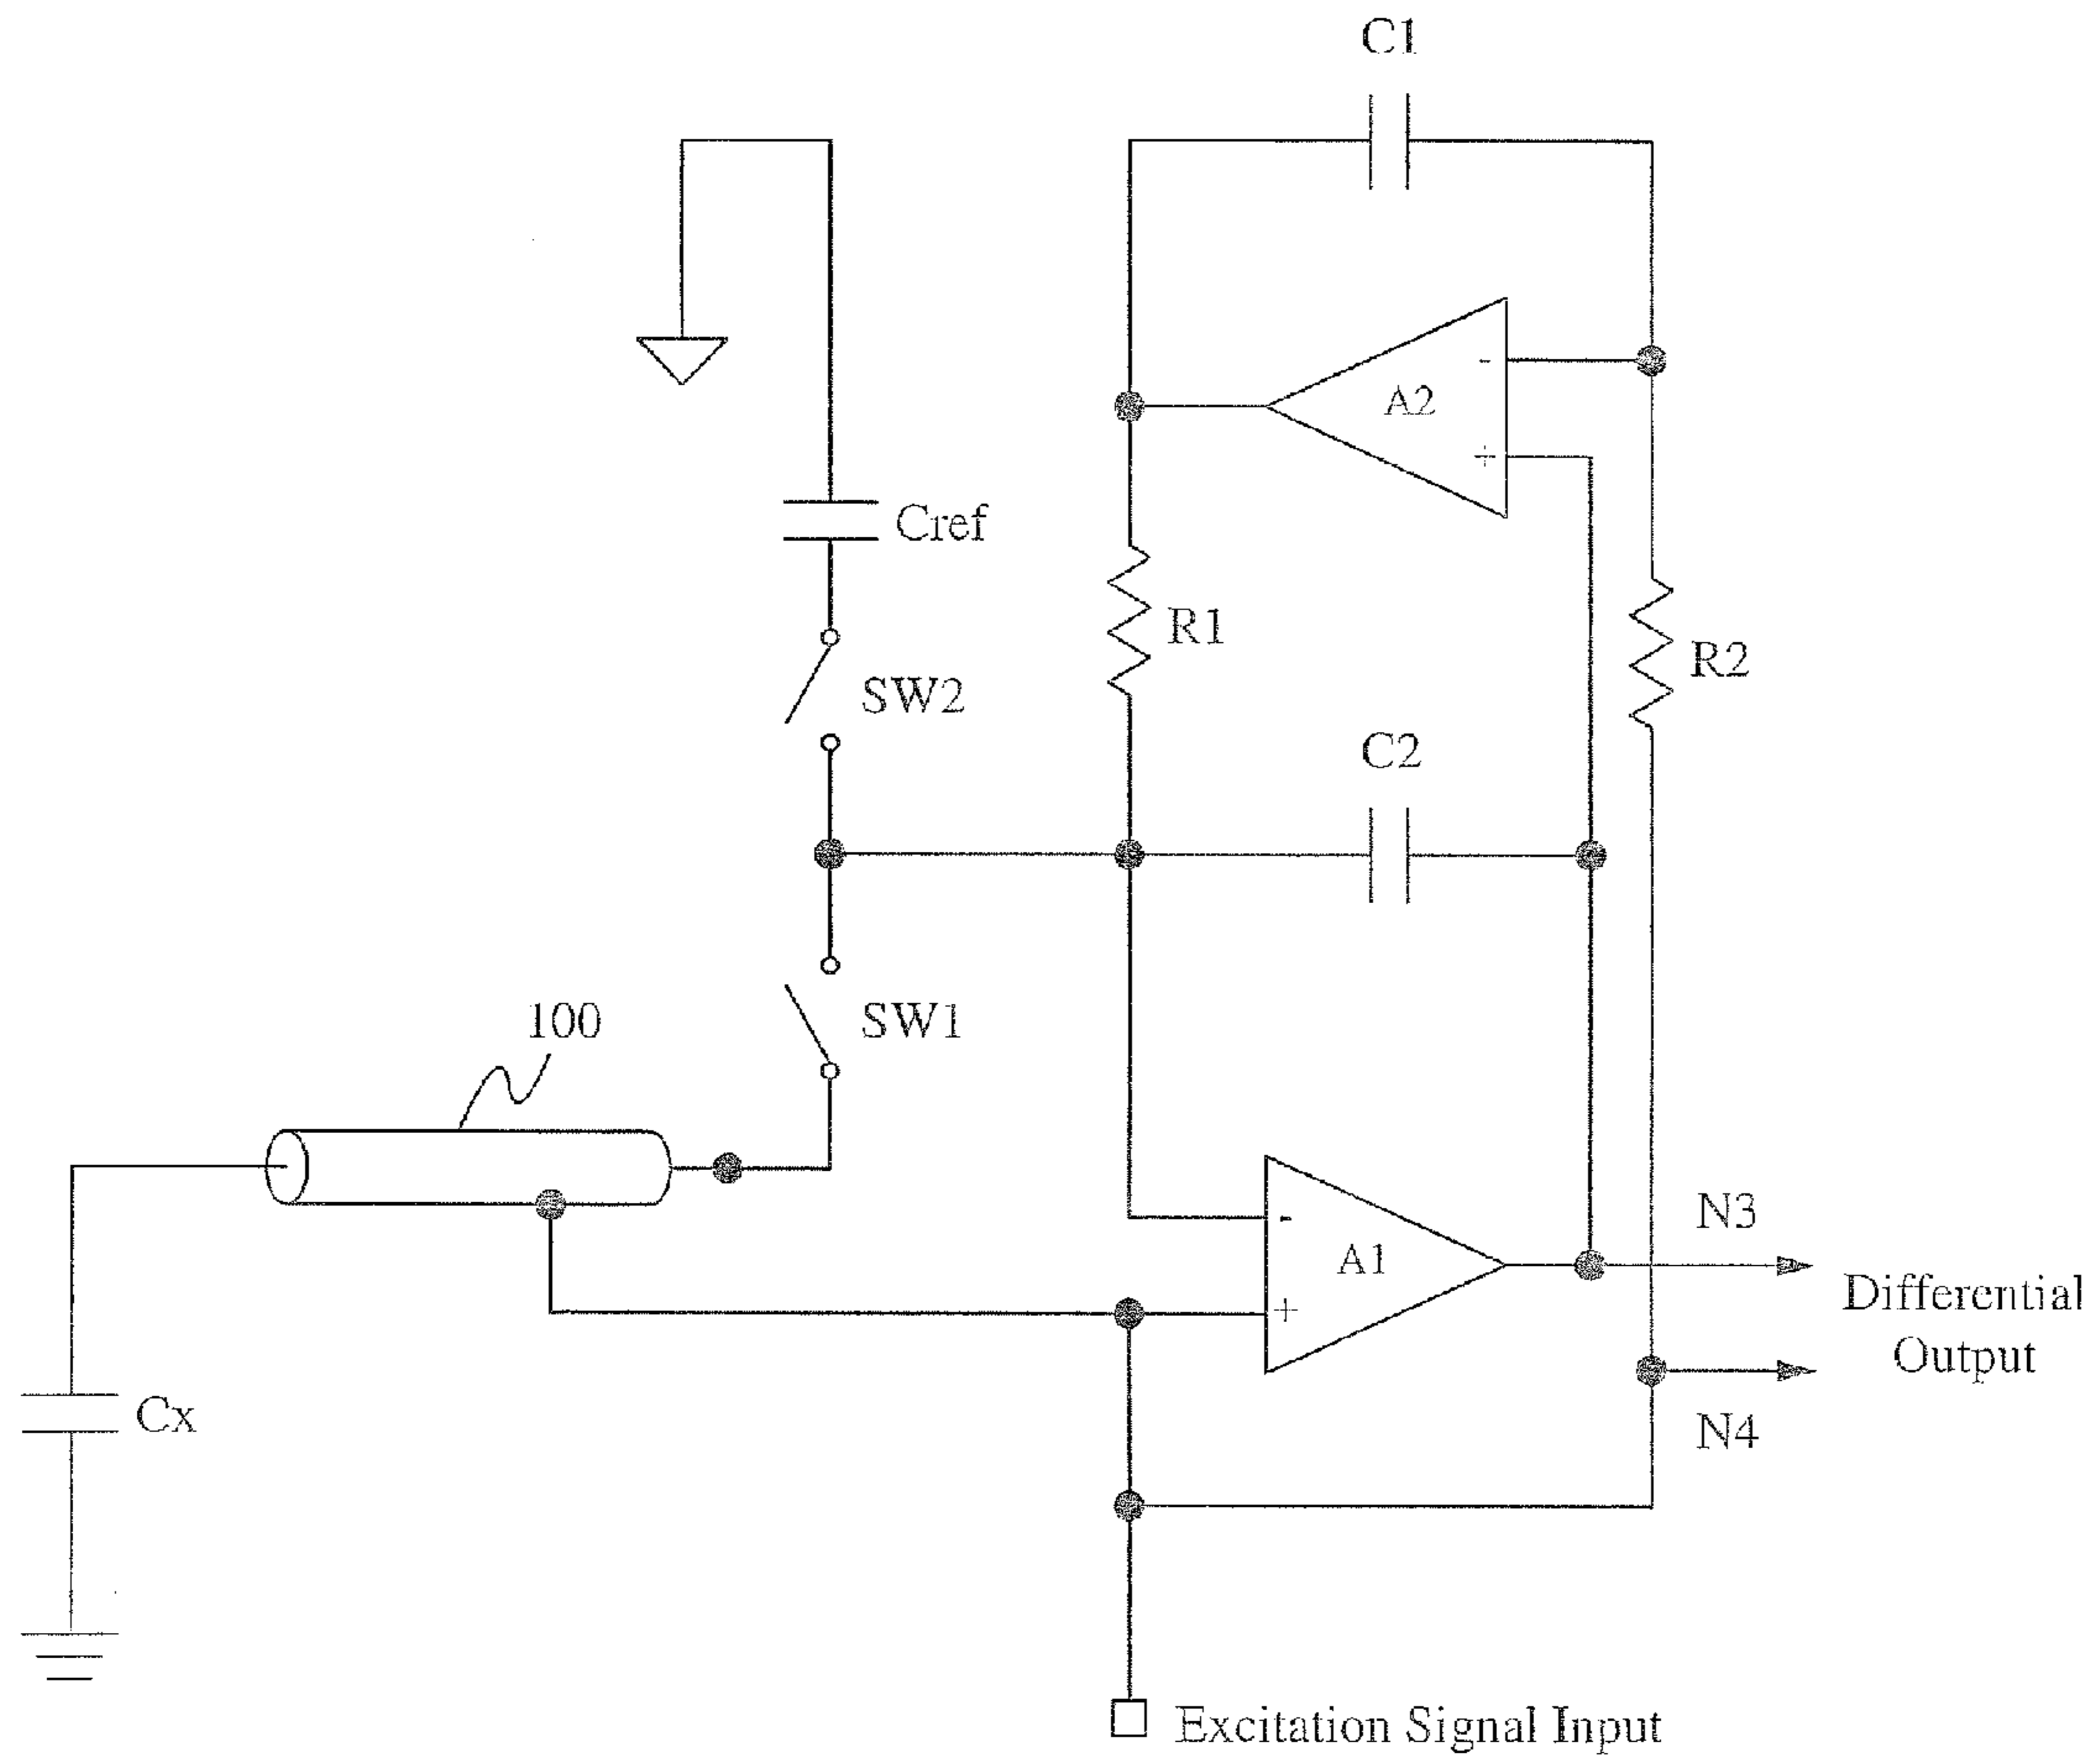 C1
-
A2
+
Cref
R1
R2
SW2
C2
100
SW1
N3
-
A1
+
Differential
Output
Cx
N4
Excitation Signal Input